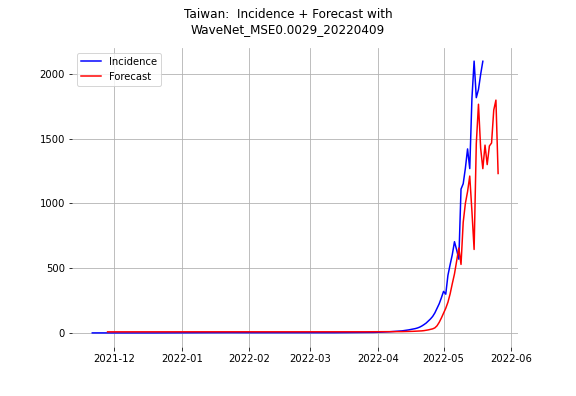 Taiwan:  Incidence + Forecast with
WaveNet_MSE0.0029_20220409
Incidence
Forecast
2000
1500
1000
500
0
2021-12 2022-01 2022-02 2022-03 2022-04 2022-05 2022-06